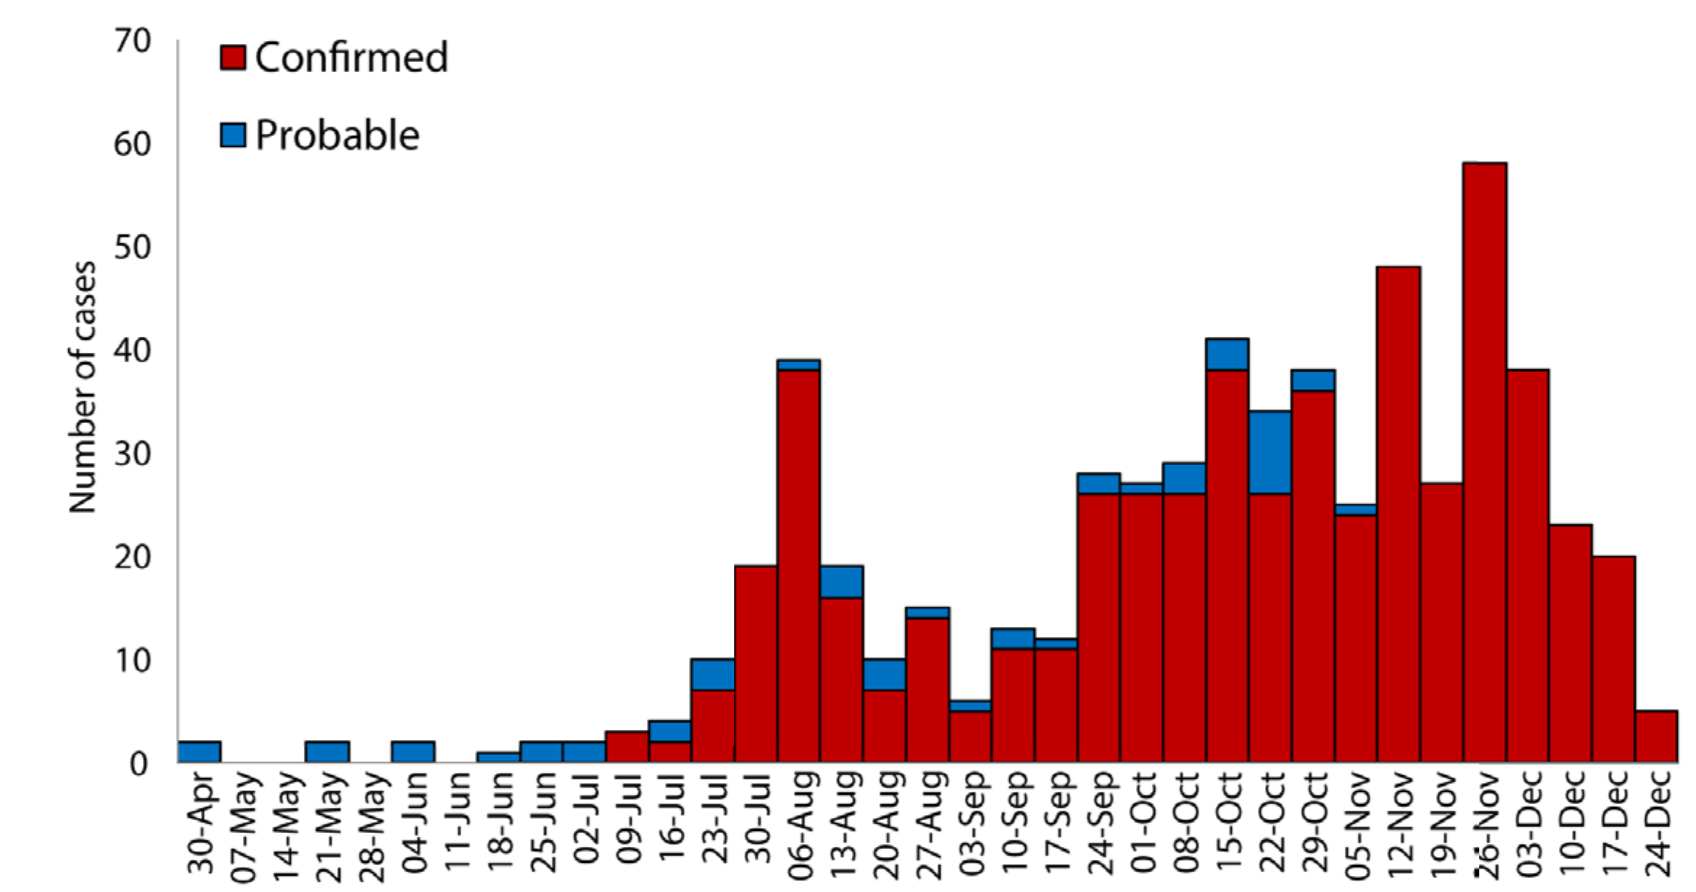 70
60
50
40
30
20
10
0
Number of cases
Confirmed
Probable
30-Apr
07-May
14-May
21-May
28-May
04-Jun
11-Jun
18-Jun
25-Jun
02-Jul
09-Jul
16-Jul
23-Jul
30-Jul
06-Aug
13-Aug
20-Aug
27-Aug
03-Sep
10-Sep
17-Sep
24-Sep
01-Oct
08-Oct
15-Oct
22-Oct
29-Oct
05-Nov
12-Nov
19-Nov
26-Nov
03-Dec
10-Dec
17-Dec
24-Dec